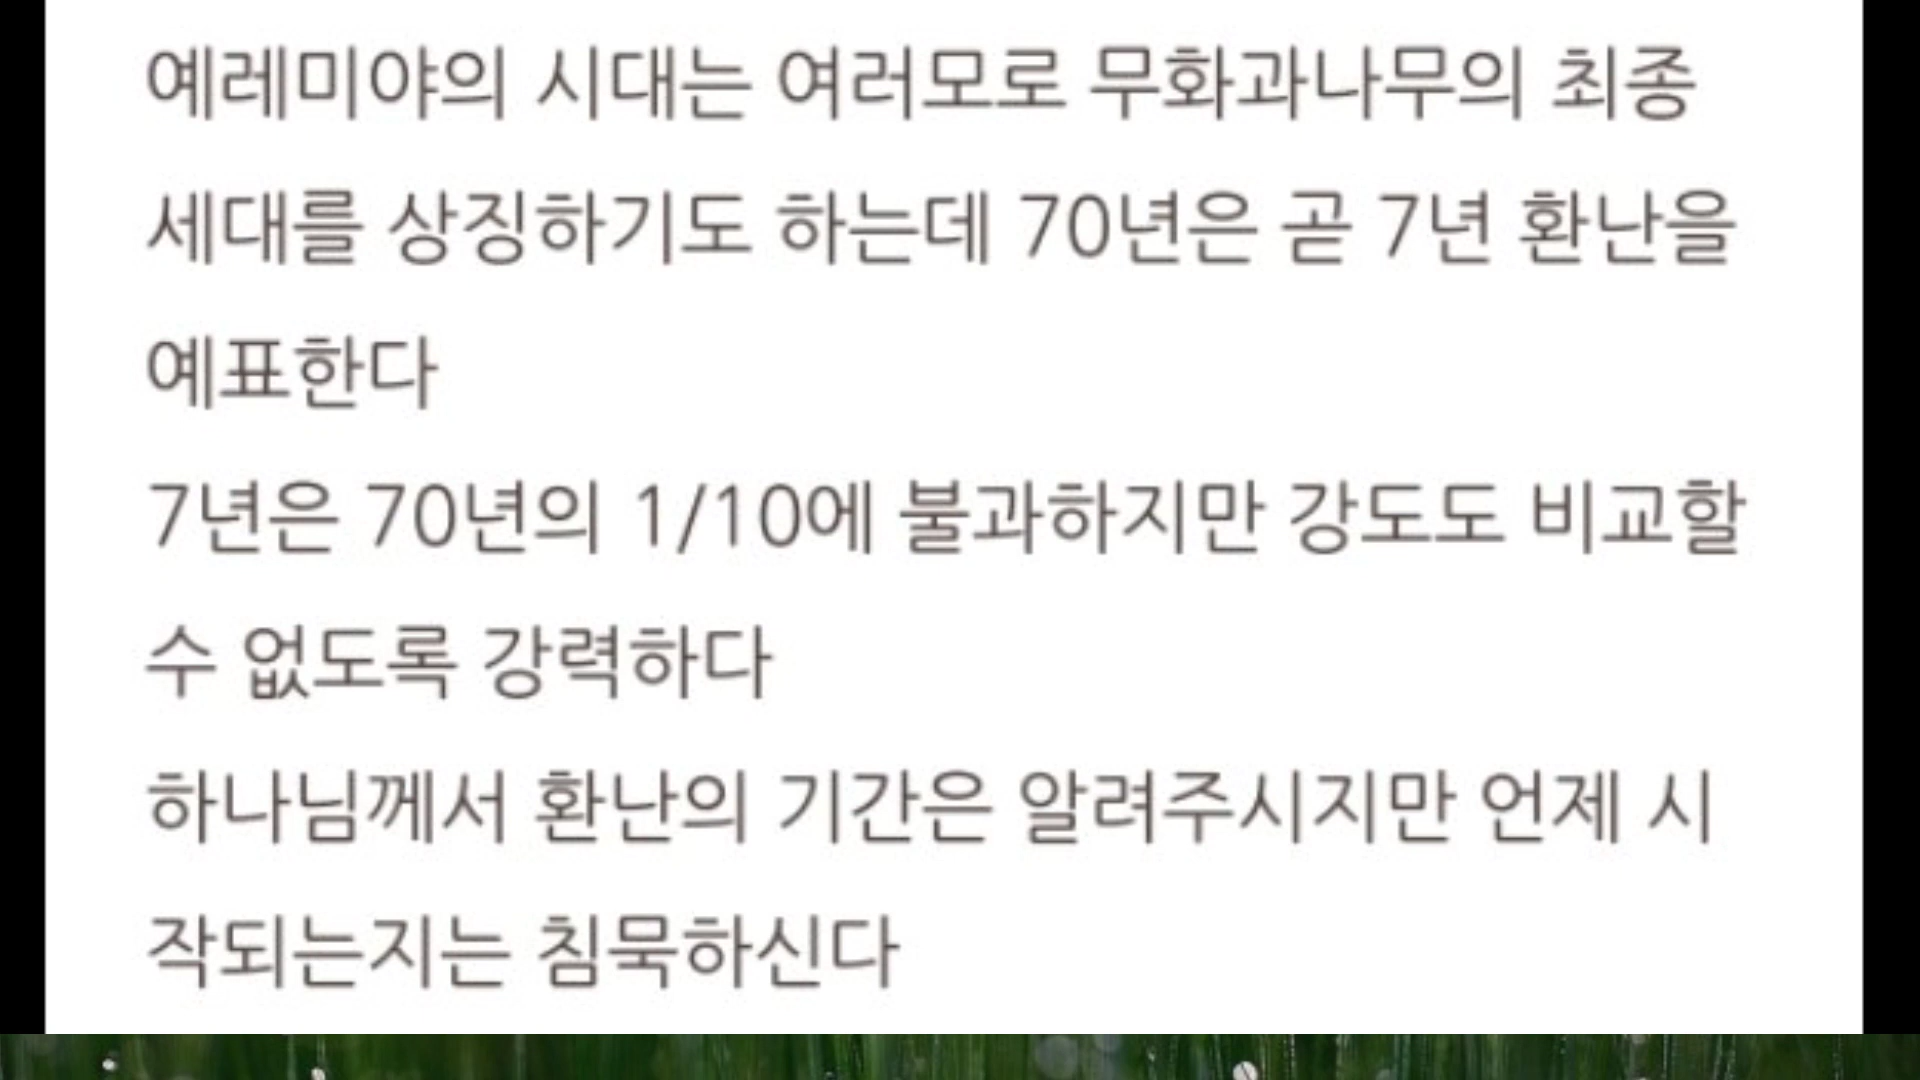 예레미야의 시대는 여러모로 무화과나무의 최종
세대를 상징하기도 하는데 70년은 곧 7년 환난을
예표한다
7년은 70년의 1/10에 불과하지만 강도도 비교할
수 없도록 강력하다
하나님께서 환난의 기간은 알려주시지만 언제 시
작되는지는 침묵하신다